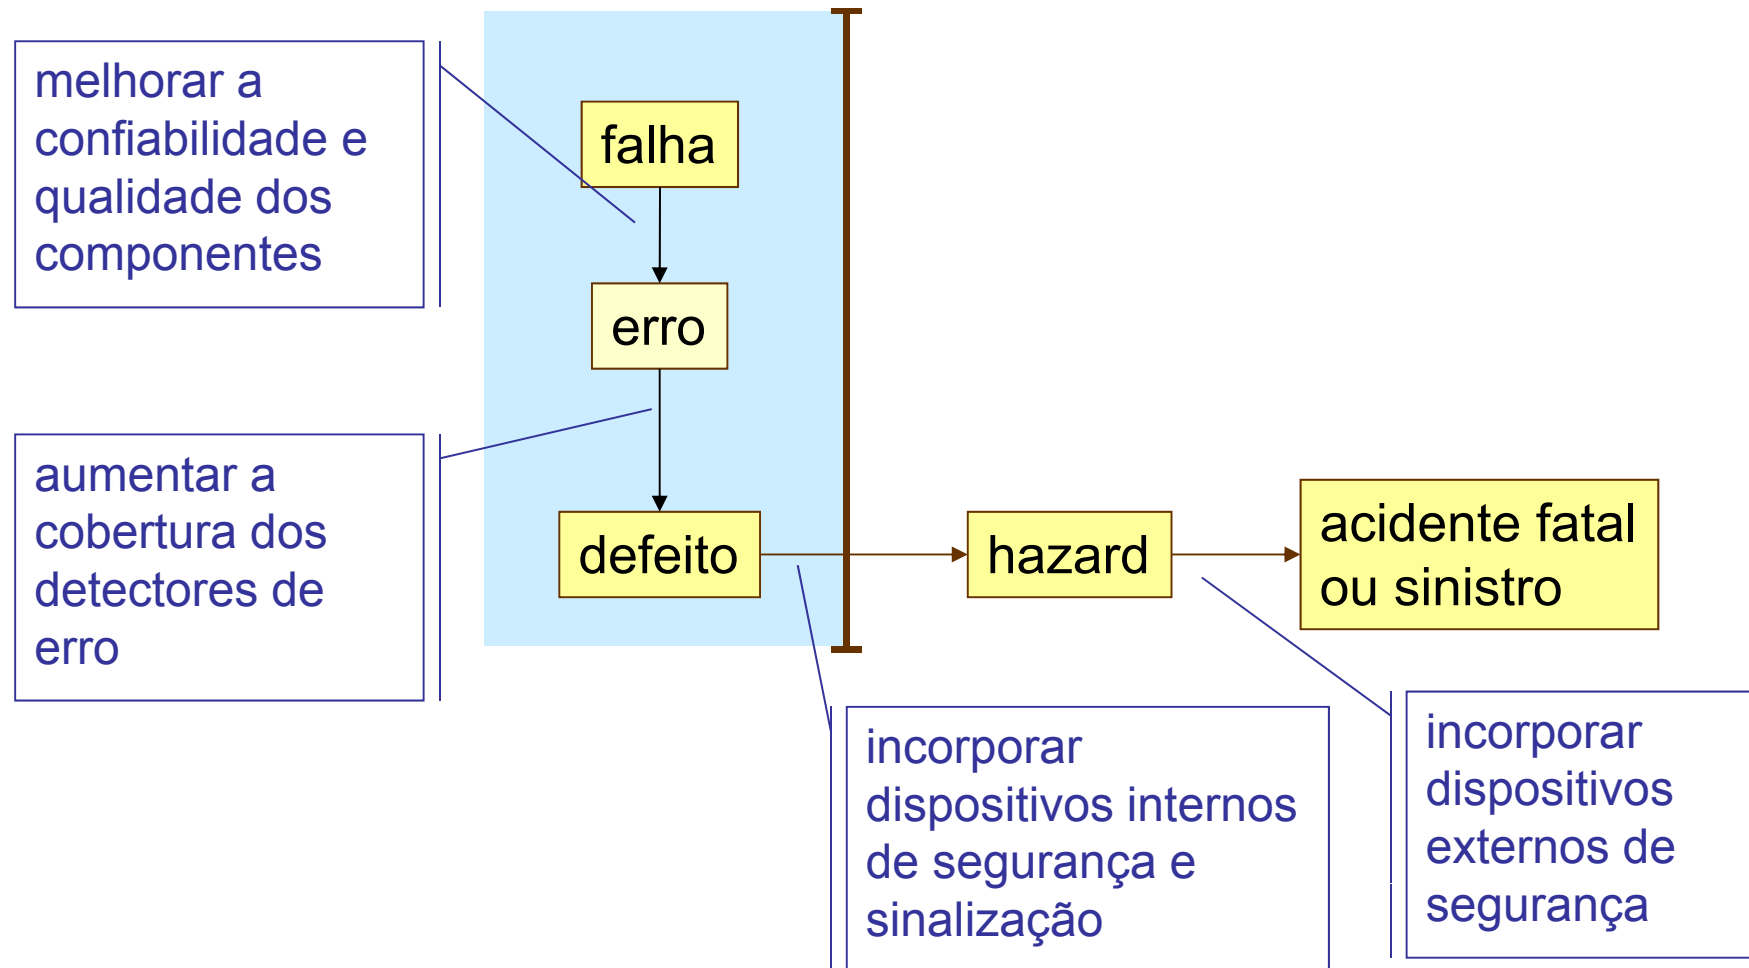 melhorar a
confiabilidade e
qualidade dos
componentes
falha
erro
aumentar a
cobertura dos
detectores de
erro
defeito
hazard
acidente fatal
ou sinistro
incorporar
dispositivos internos
de segurança e
sinalização
incorporar
dispositivos
externos de
segurança